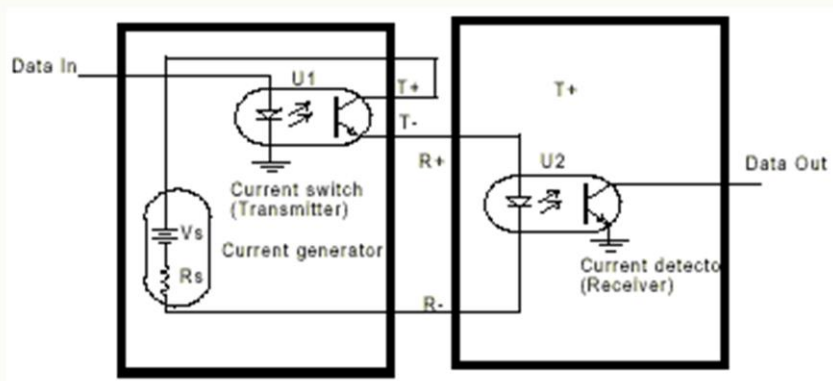 Data In
U1
T+
T-
T+
R+
U2
Data Out
Current switch
(Transmitter)
Vs
Current generator
Rs
Current detecto
(Receiver)
R-